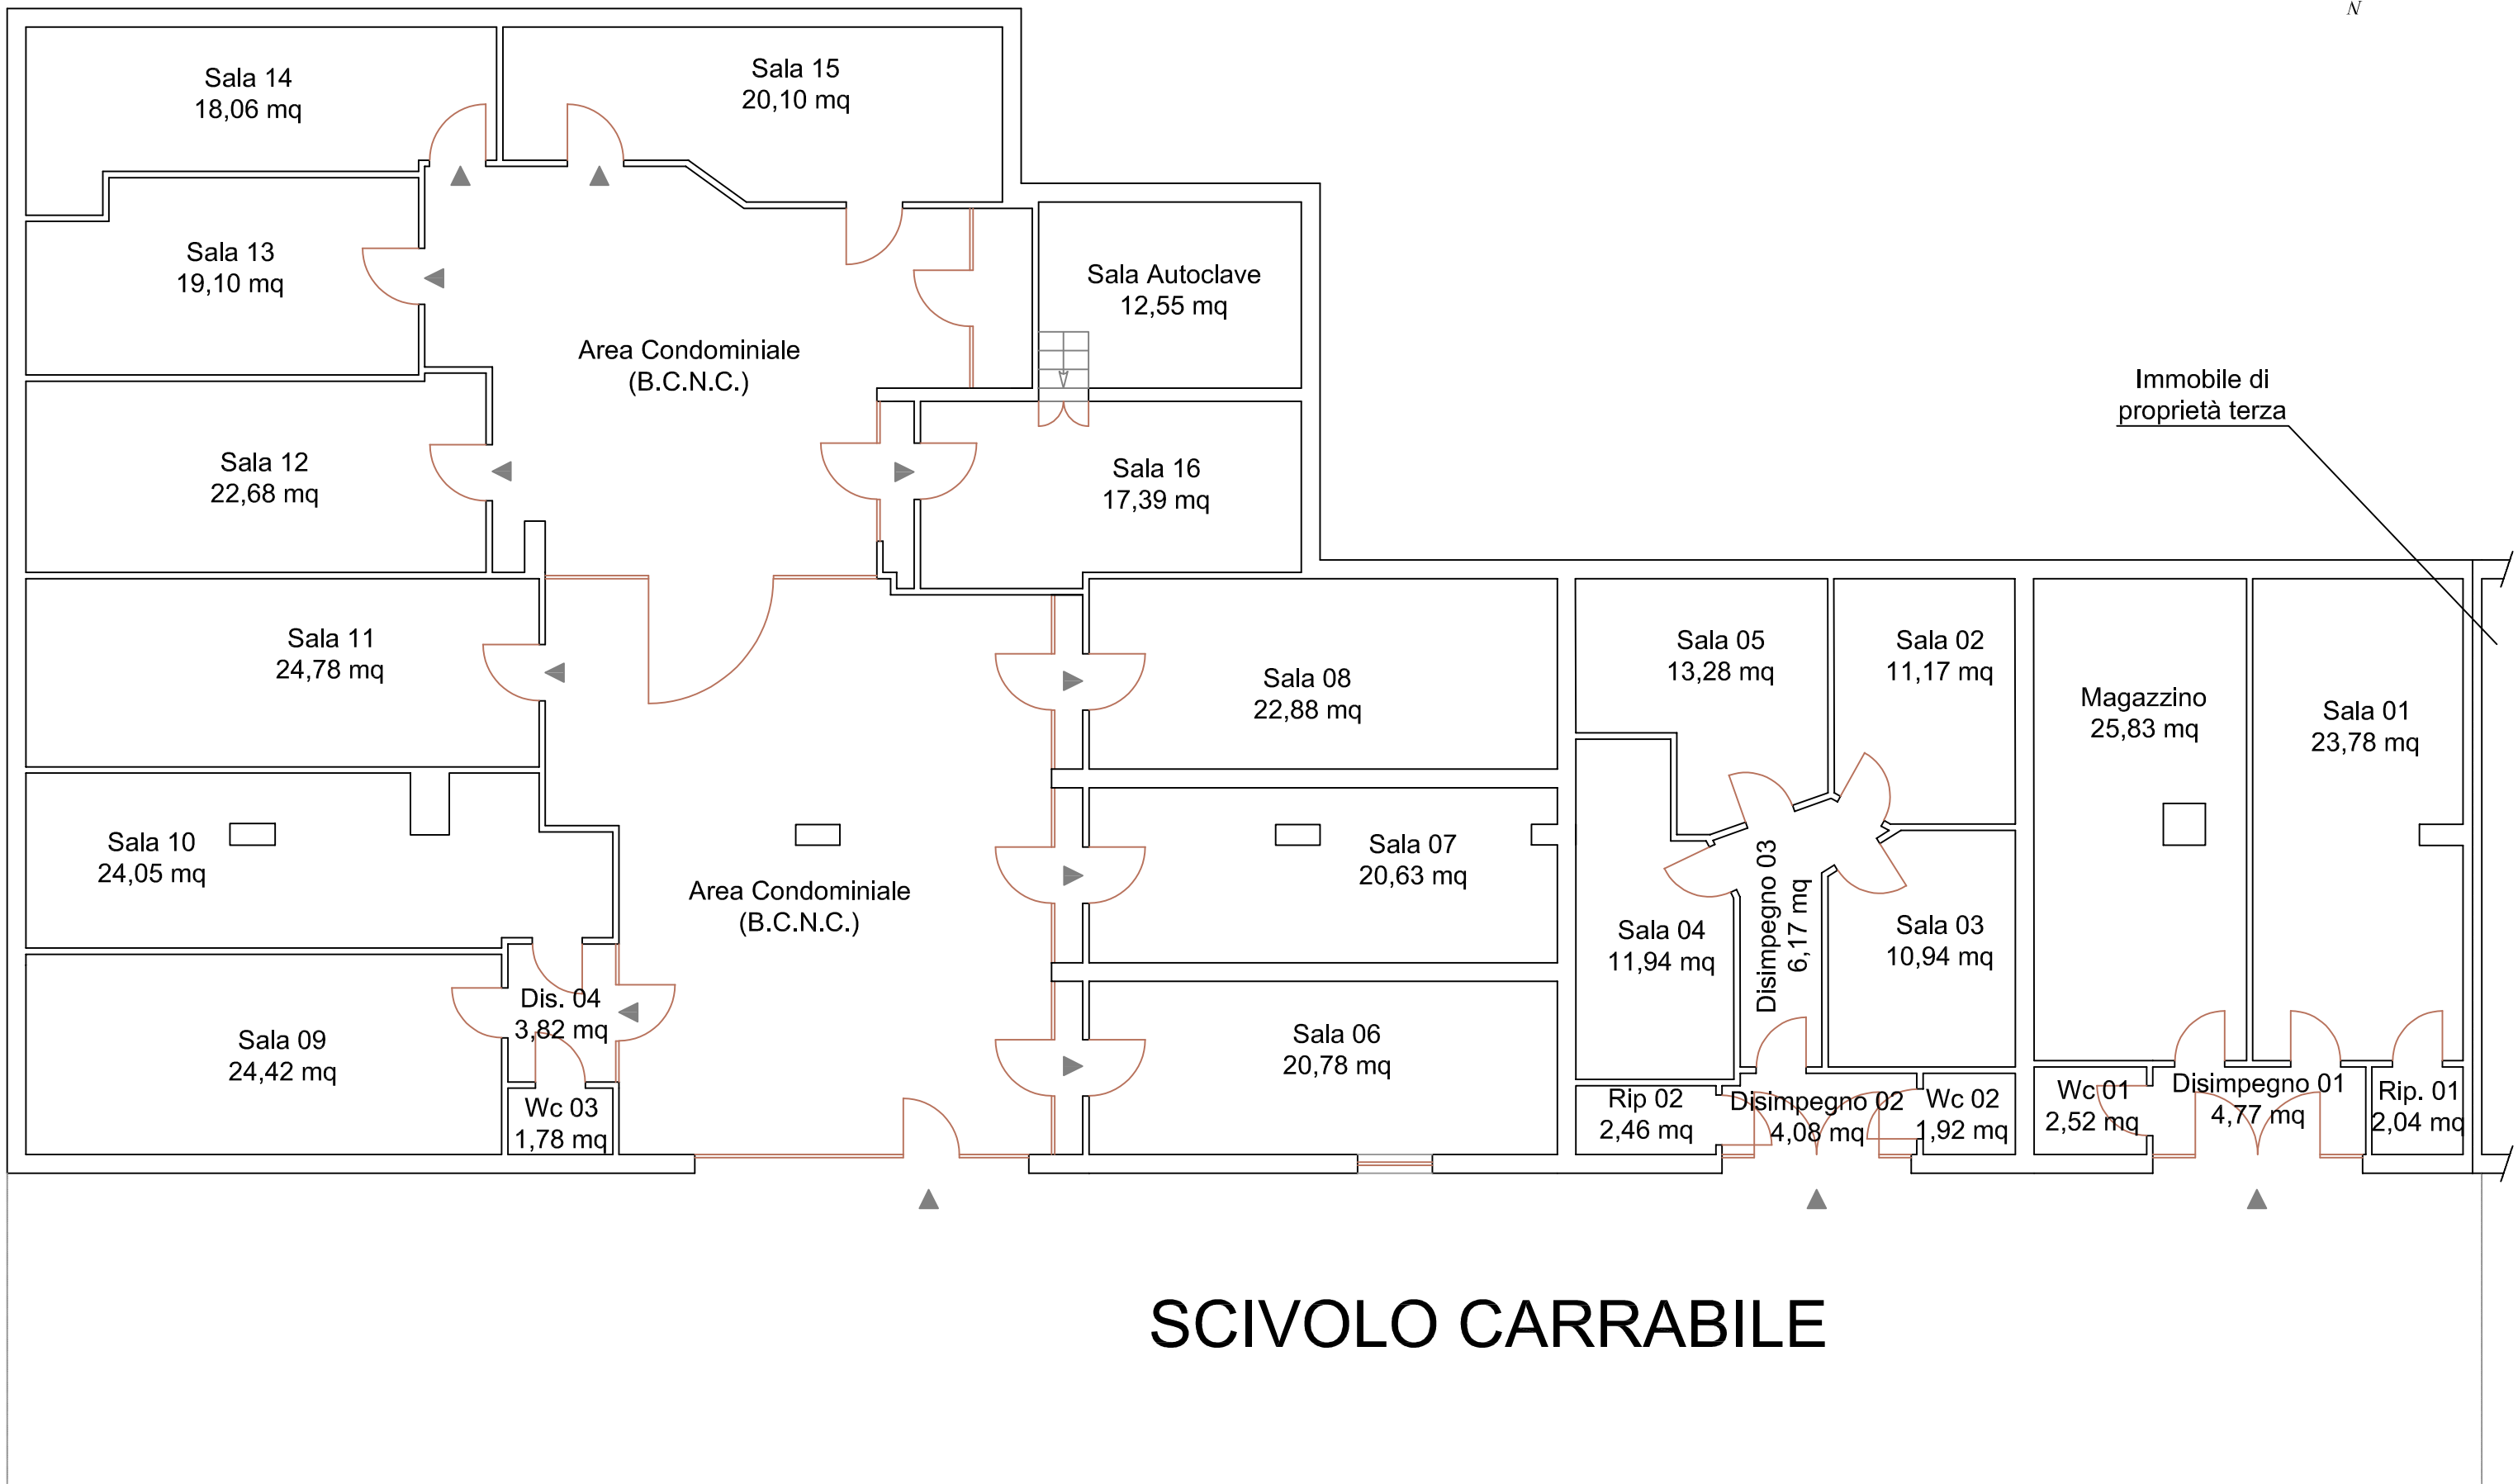 N
Sala 14
18,06 mq
Sala 15
20,10 mq
Sala 13
19,10 mq
Sala Autoclave
12,55 mq
Area Condominiale
(B.C.N.C.)
Immobile di
proprietà terza
Sala 12
22,68 mq
Sala 16
17,39 mq
Sala 11
24,78 mq
Sala 08
22,88 mq
Sala 05
13,28 mq
Sala 02
11,17 mq
Magazzino
25,83 mq
Sala 01
23,78 mq
Sala 10
24,05 mq
Area Condominiale
(B.C.N.C.)
Sala 07
20,63 mq
Sala 04
11,94 mq
Disimpegno 03
6,17 mq
Sala 03
10,94 mq
Sala 09
24,42 mq
Dis. 04
3,82 mq
Wc 03
1,78 mq
Sala 06
20,78 mq
Rip 02
2,46 mq
Disimpegno 02
4,08 mq
Wc 02
1,92 mq
Wc 01
2,52 mq
Disimpegno 01
4,77 mq
Rip. 01
2,04 mq
SCIVOLO CARRABILE